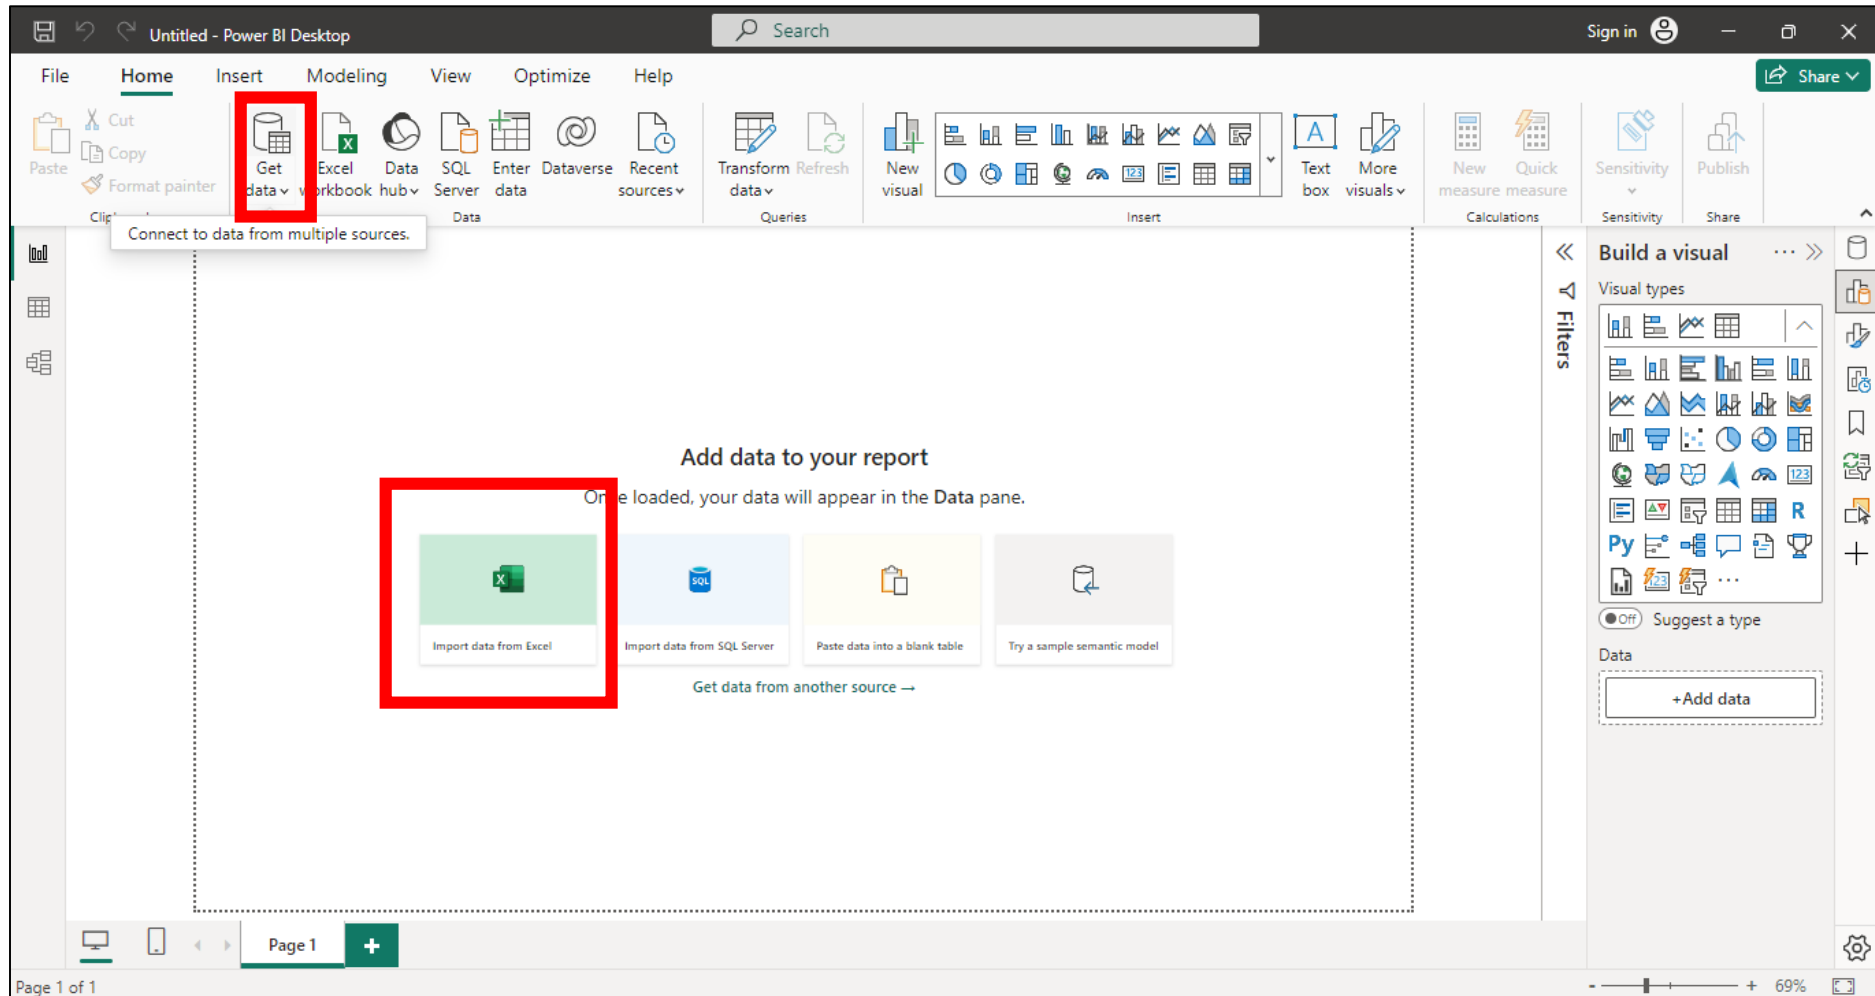 Untitled - Power BI Desktop
Search
Sign in
File Home Insert Modeling View Optimize Help
Share
Paste
Cut
Copy
Format painter
Get data
Excel workbook
Data hub
SQL Server
Enter data
Dataverse
Recent sources
Transform data
Refresh
New visual
123
A
Text box
More visuals
New measure
Quick measure
Sensitivity
Publish
Data
Queries
Insert
Calculations
Sensitivity
Share
Connect to data from multiple sources.
Filters
Build a visual
Visual types
123
R
Py
123
Suggest a type
Off
Data
+Add data
Add data to your report
Once loaded, your data will appear in the Data pane.
X
SQL
Import data from Excel
Import data from SQL Server
Paste data into a blank table
Try a sample semantic model
Get data from another source →
Page 1
+
Page 1 of 1
- + 69%